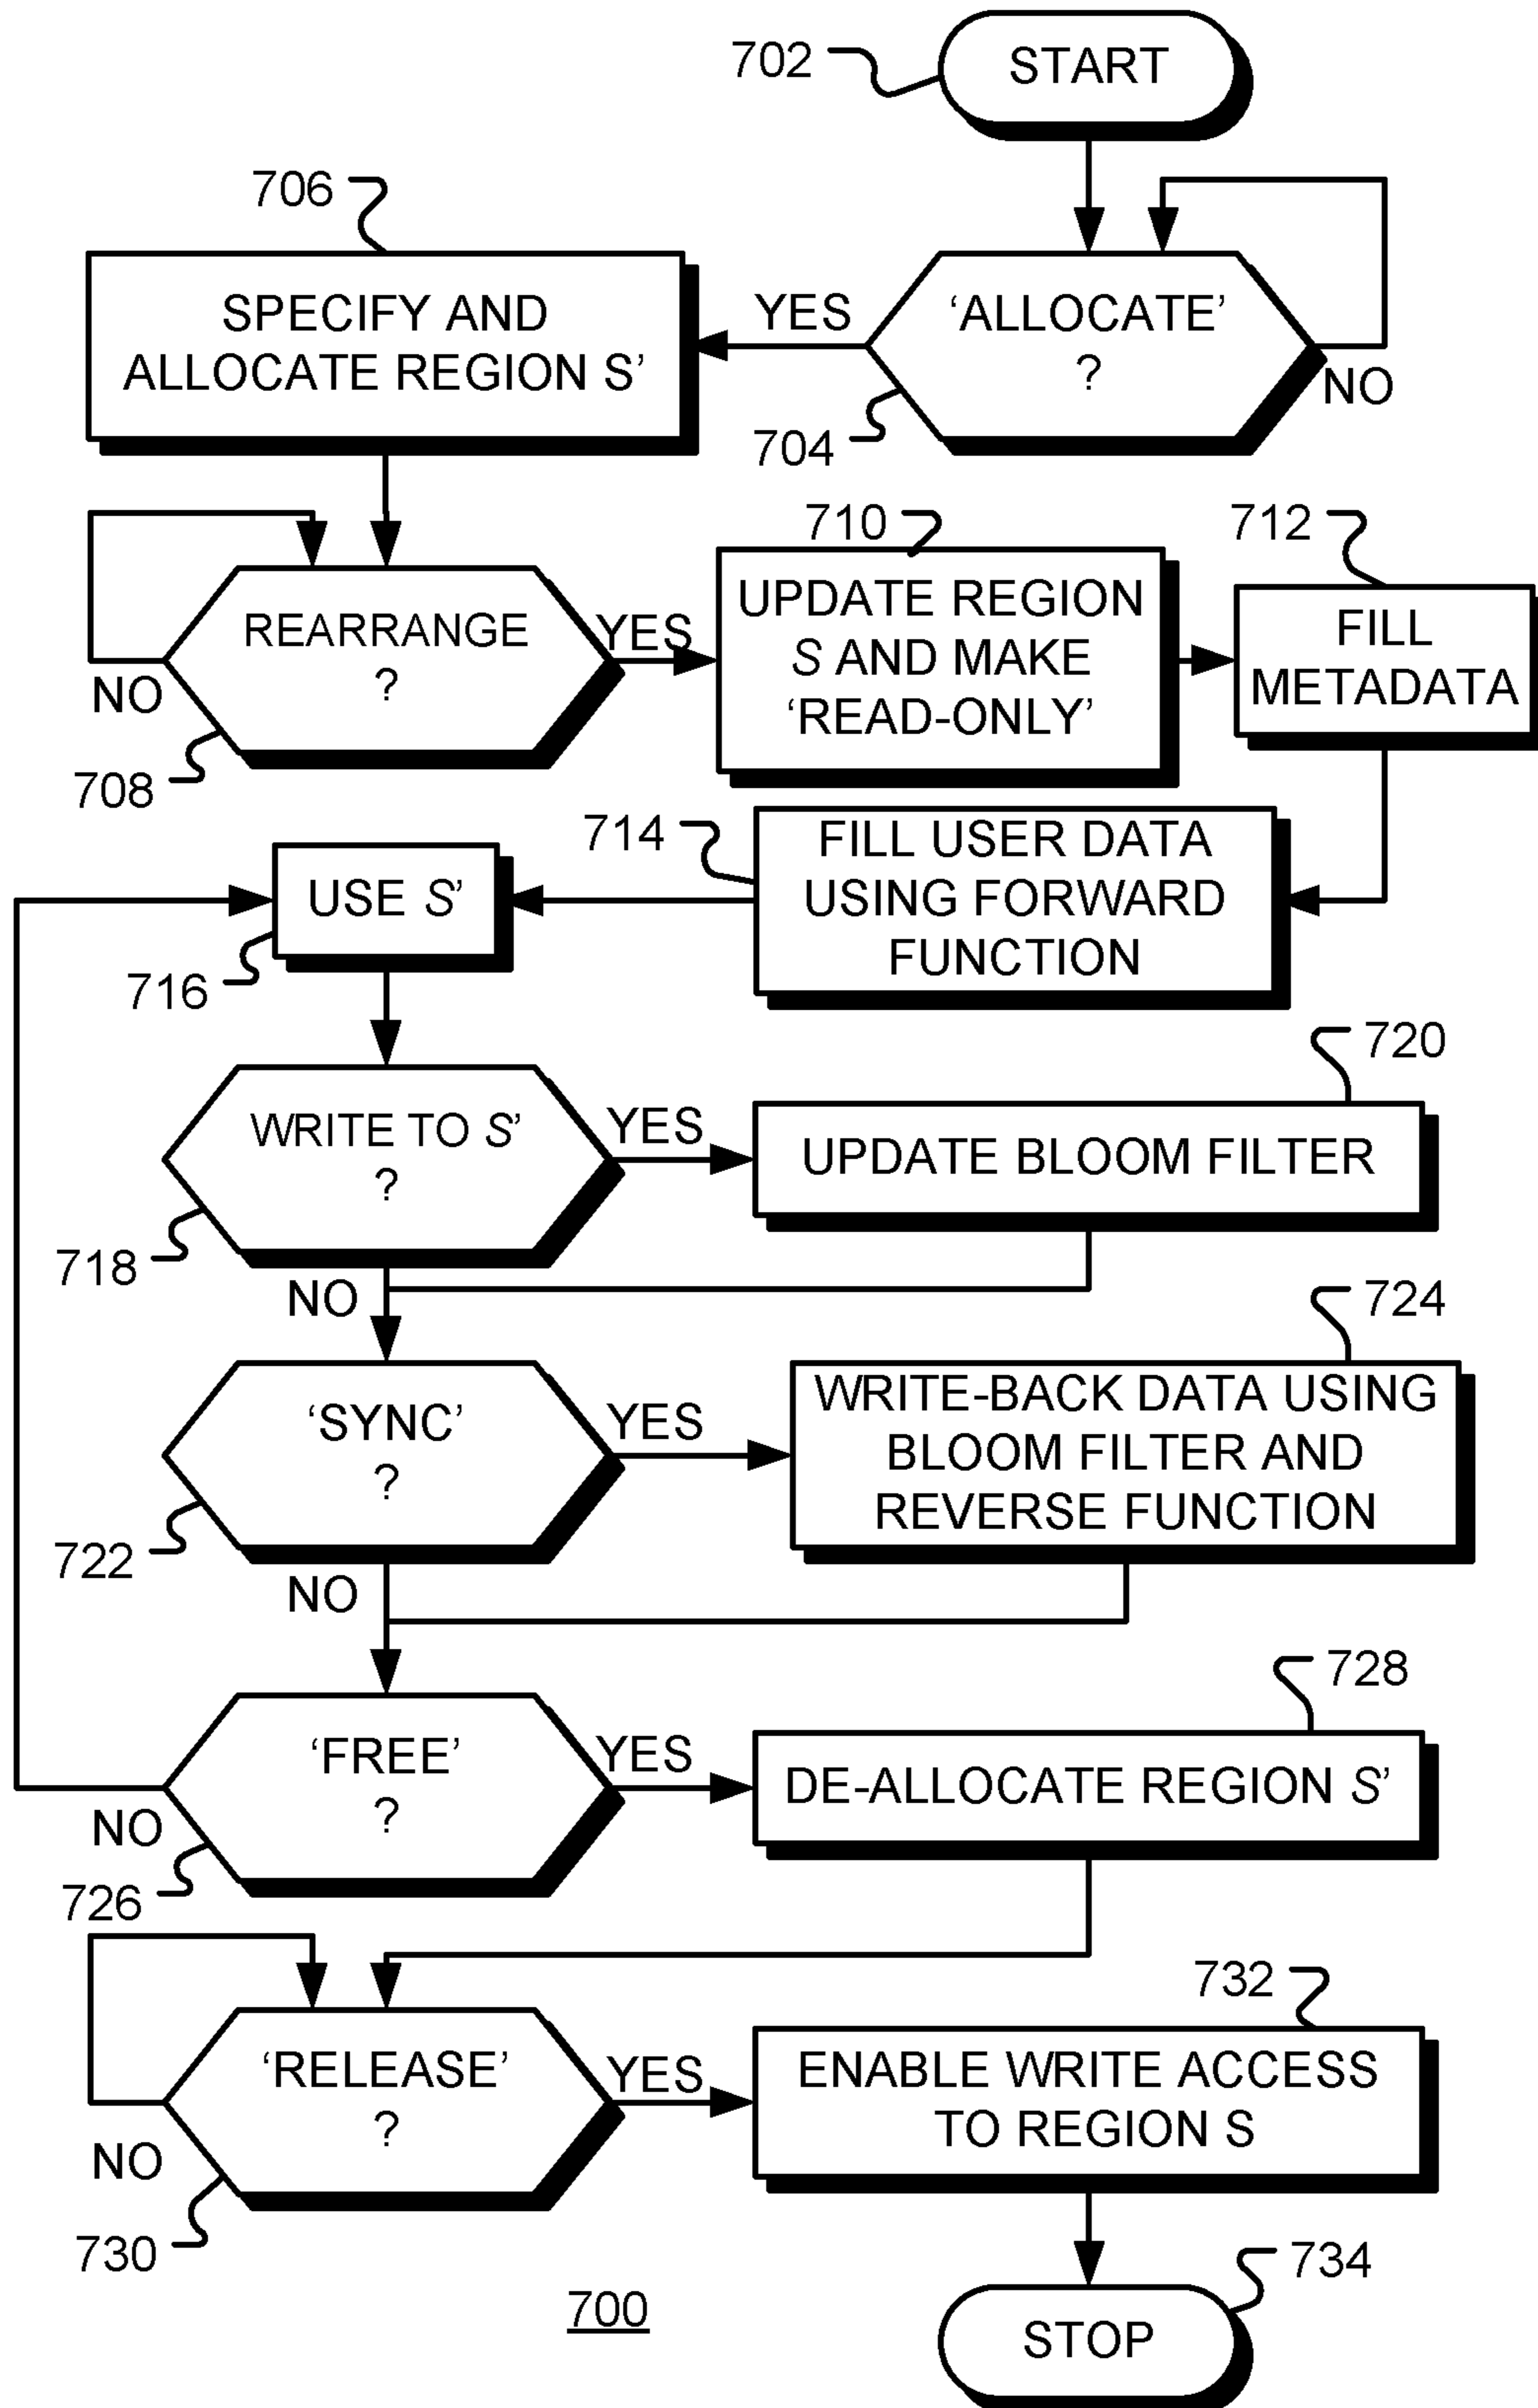 702
START
706
SPECIFY AND
ALLOCATE REGION S’
YES
‘ALLOCATE’
?
NO
704
710
712
REARRANGE
?
YES
NO
708
UPDATE REGION
S AND MAKE
‘READ-ONLY’
FILL
METADATA
714
FILL USER DATA
USING FORWARD
FUNCTION
USE S’
716
720
WRITE TO S’
?
YES
UPDATE BLOOM FILTER
718
NO
724
‘SYNC’
?
YES
WRITE-BACK DATA USING
BLOOM FILTER AND
REVERSE FUNCTION
722
NO
728
‘FREE’
?
YES
DE-ALLOCATE REGION S’
NO
726
732
‘RELEASE’
?
YES
ENABLE WRITE ACCESS
TO REGION S
NO
730
734
700
STOP